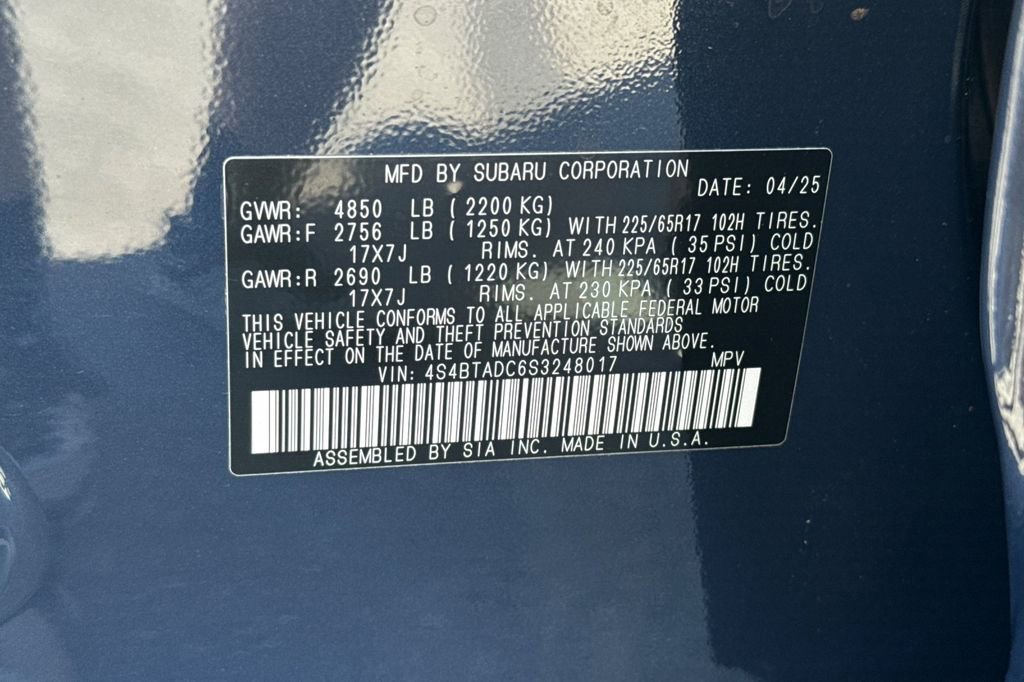 MFD BY SUBARU CORPORATION
DATE: 04/25
GVWR: 4850 LB (2200 KG)
GAWR:F 2756 LB (1250 KG) WITH 225/65R17 102H TIRES.
17X7J RIMS. AT 240 KPA (35 PSI) COLD
GAWR:R 2690 LB (1220 KG) WITH 225/65R17 102H TIRES.
17X7J RIMS. AT 230 KPA (33 PSI) COLD
THIS VEHICLE CONFORMS TO ALL APPLICABLE FEDERAL MOTOR
VEHICLE SAFETY AND THEFT PREVENTION STANDARDS
IN EFFECT ON THE DATE OF MANUFACTURE SHOWN ABOVE.
VIN: 4S4BTADC6S3248017 MPV
ASSEMBLED BY SIA INC. MADE IN U.S.A.